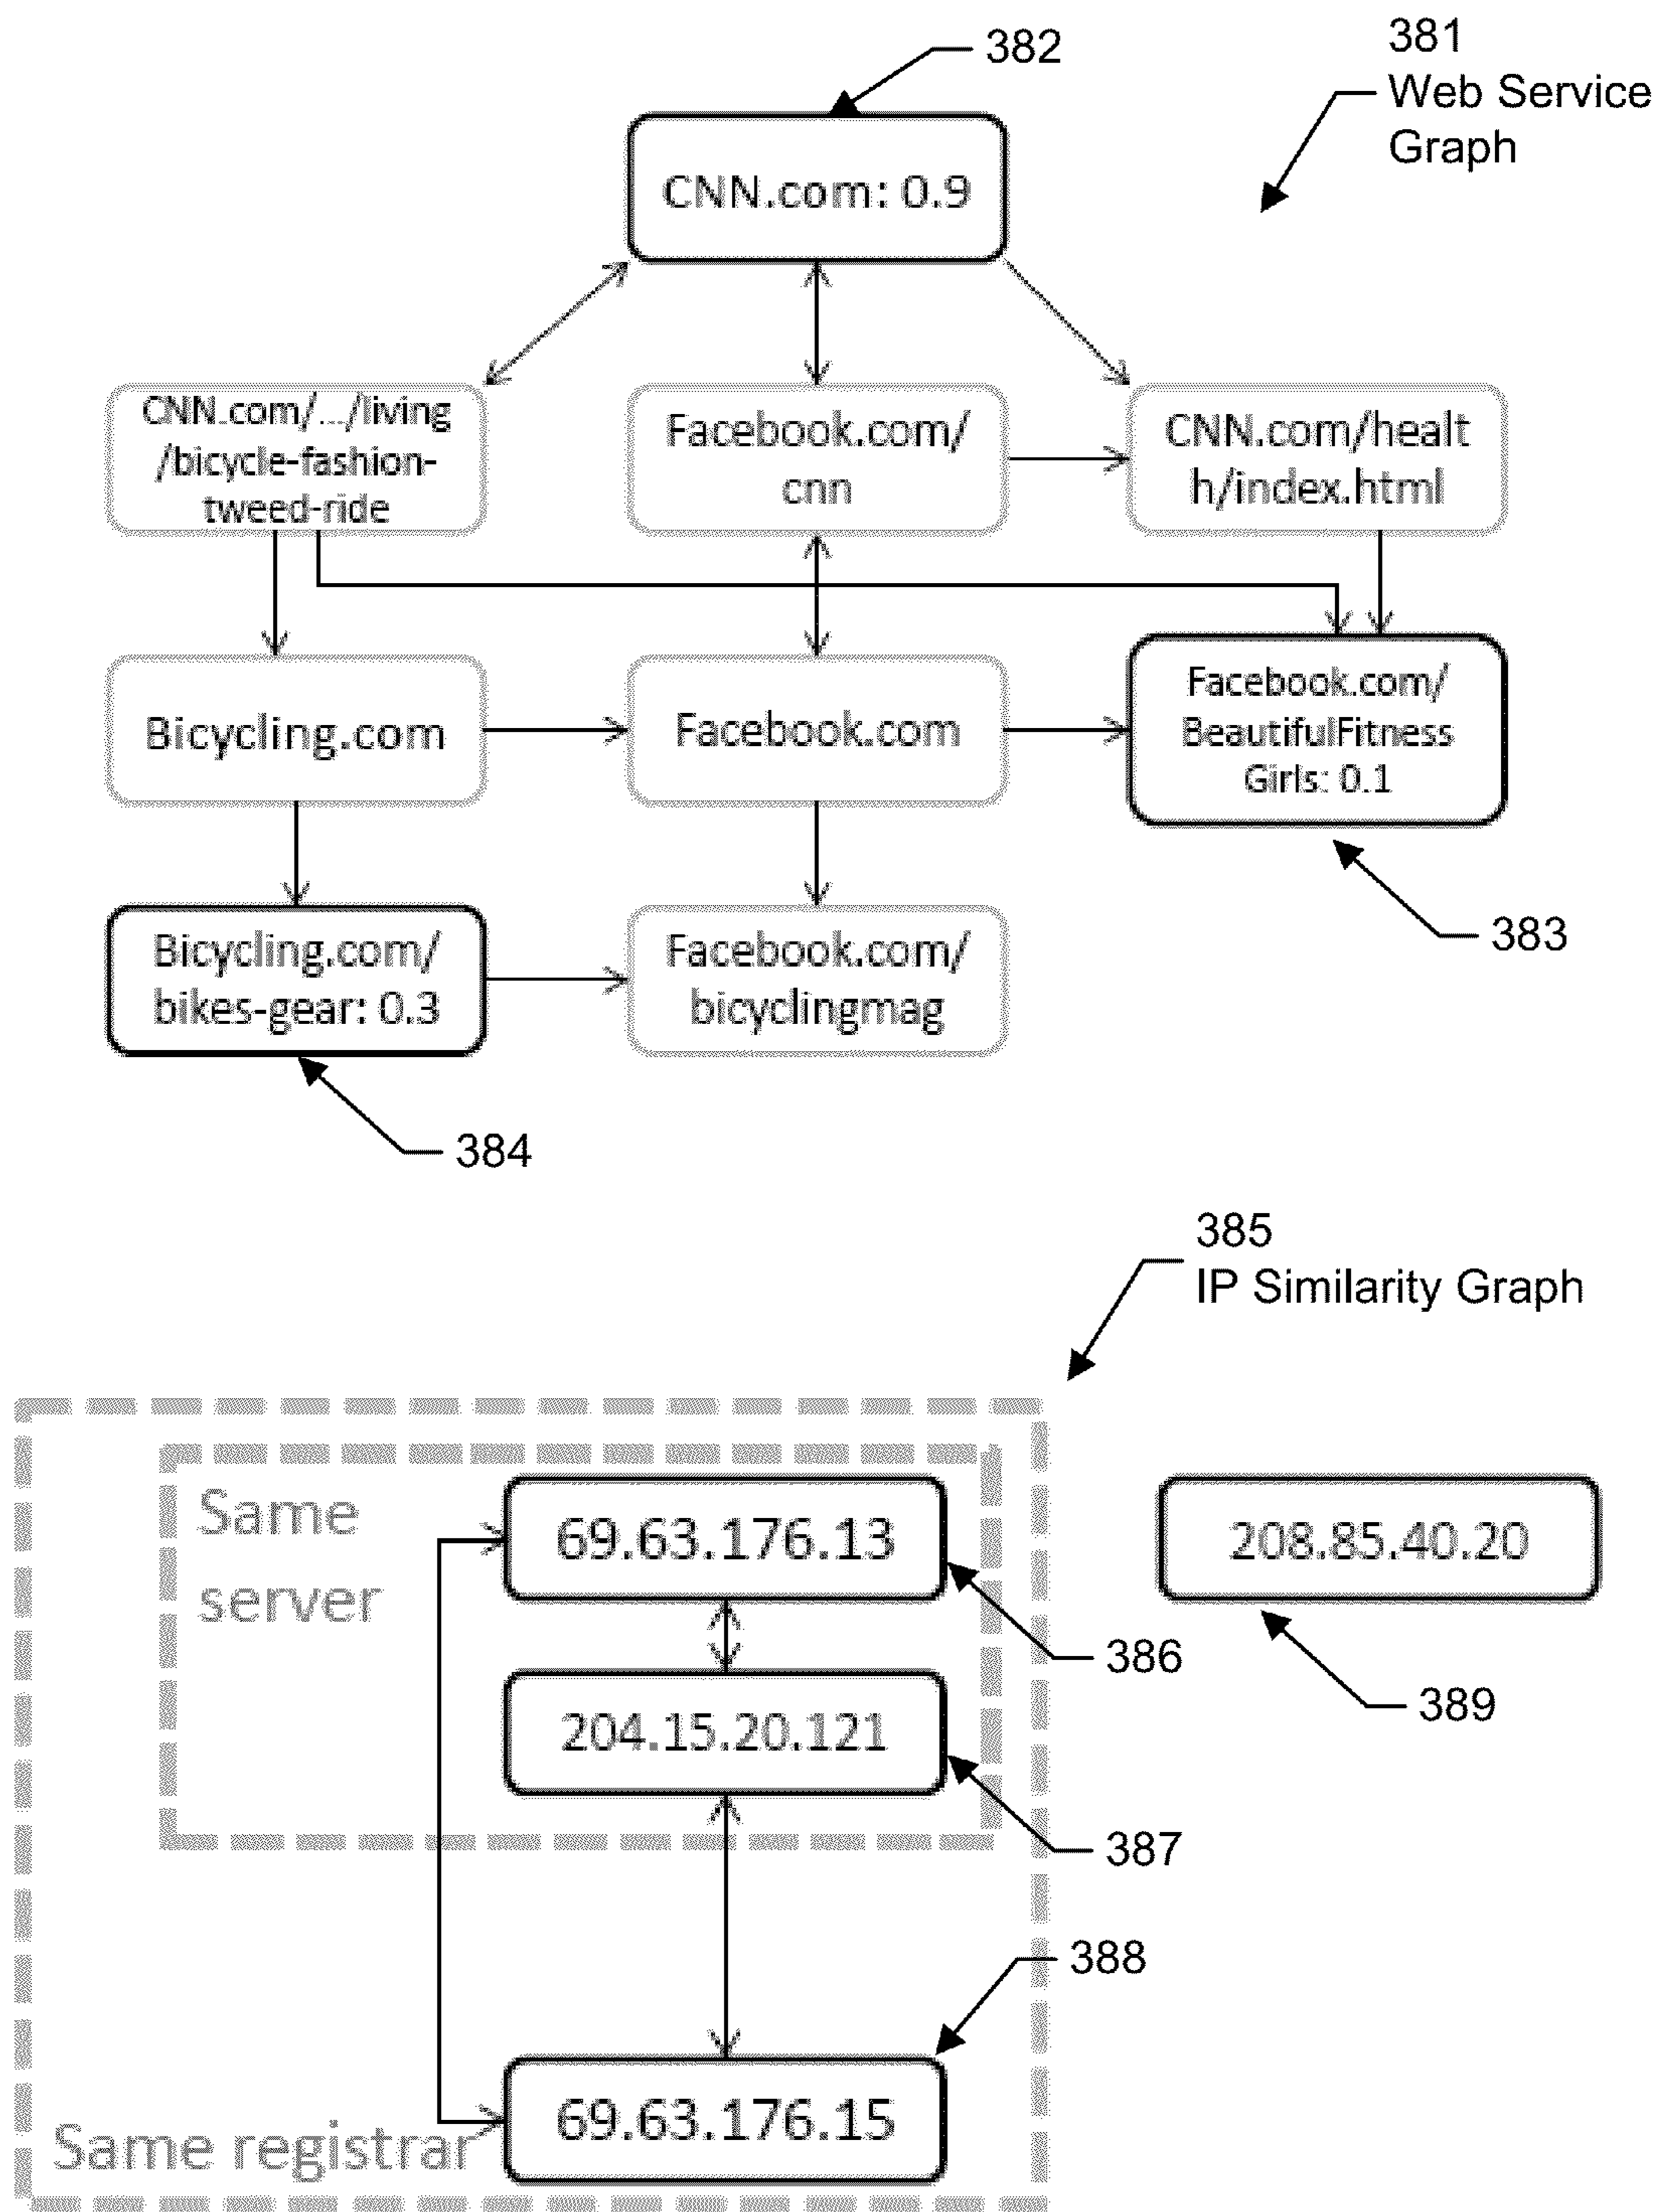 382
381
Web Service
Graph
CNN.com: 0.9
CNN.com/.../living
/bicycle-fashion-
tweed-ride
Facebook.com/
cnn
CNN.com/healt
h/index.html
Bicycling.com
Facebook.com
Facebook.com/
BeautifulFitness
Girls: 0.1
383
Bicycling.com/
bikes-gear: 0.3
Facebook.com/
bicyclingmag
384
385
IP Similarity Graph
Same
server
69.63.176.13
208.85.40.20
386
389
204.15.20.121
387
388
69.63.176.15
Same registrar